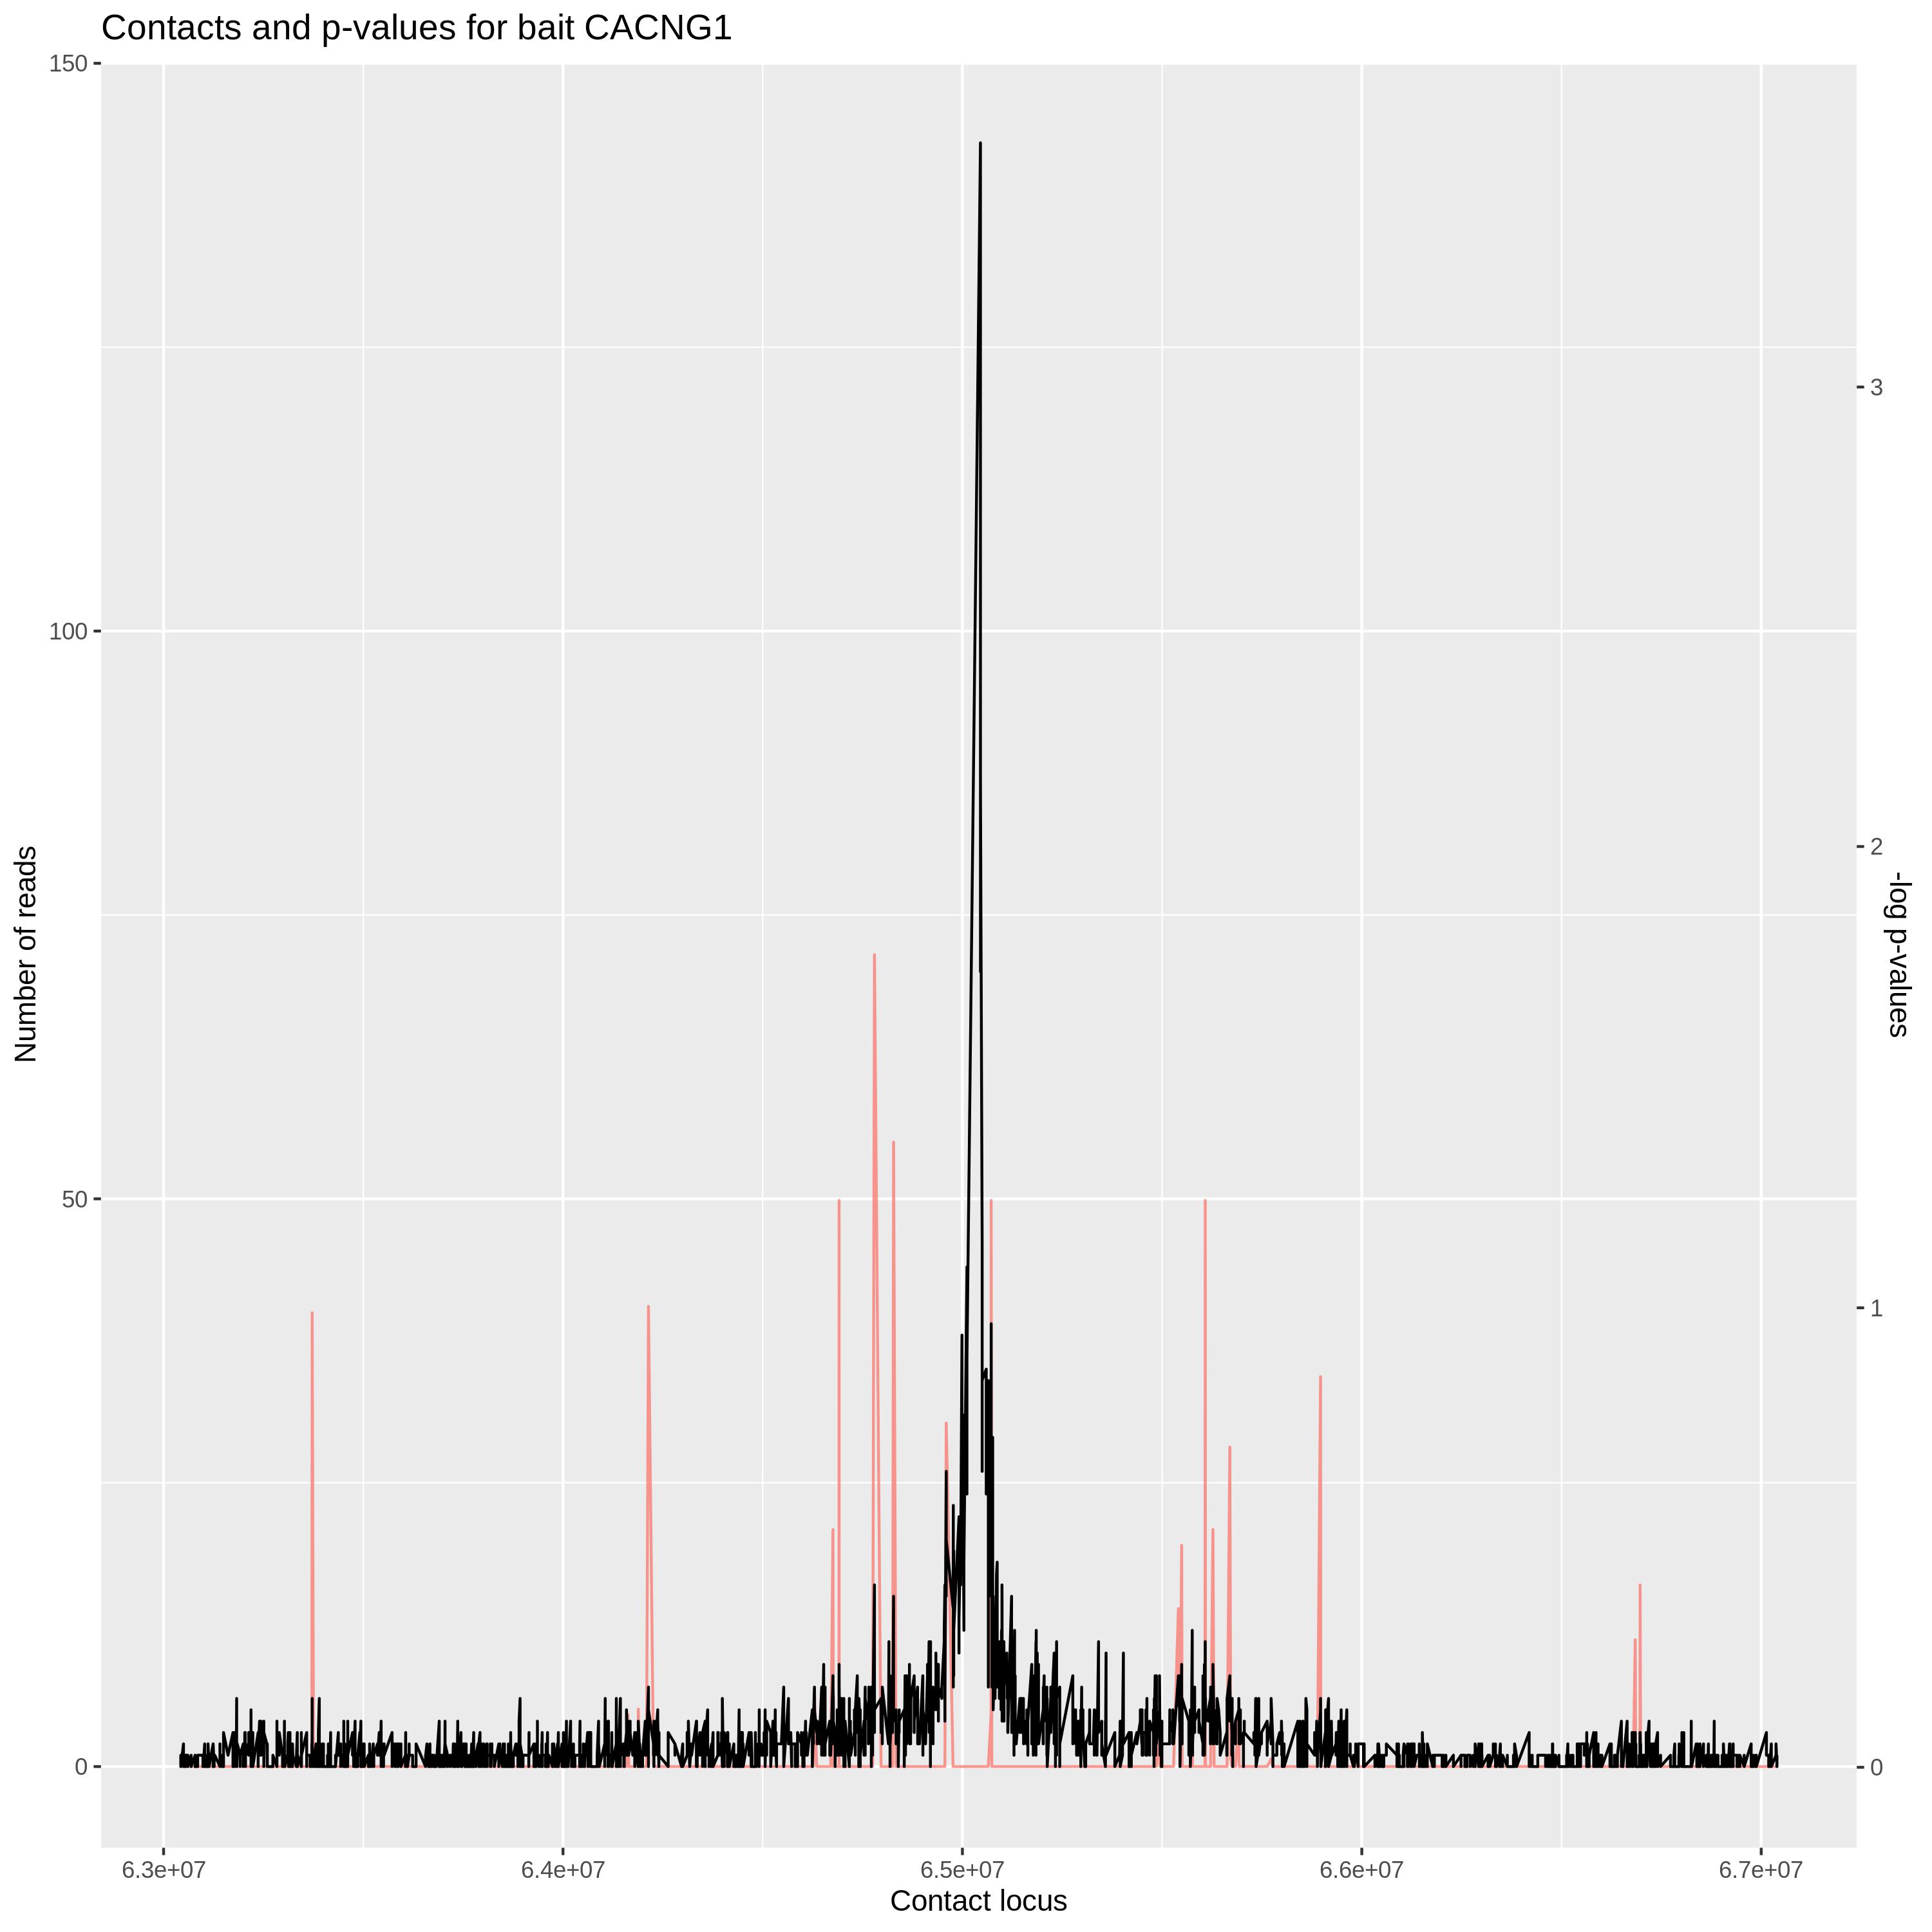 Contacts and p-values for bait CACNG1
150
100
50
0
Number of reads
3
2
1
0
-log p-values
6.3e+07
6.4e+07
6.5e+07
6.6e+07
6.7e+07
Contact locus